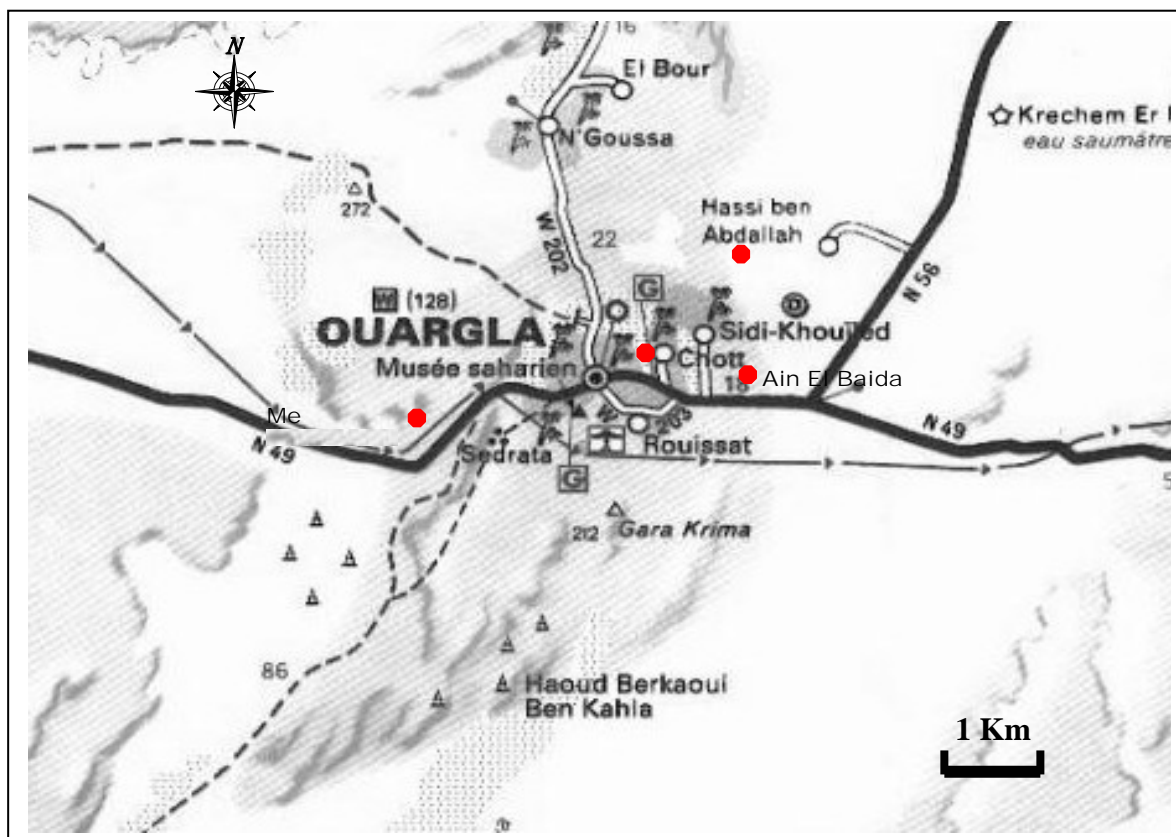 N
16
El Bour
N'Goussa
Krechem Er
eau saumâtre
272
Hassi ben
Abdallah
W 202
22
N 56
W (128)
G
OUARGLA
Sidi-Khouiled
Musée saharien
Chott
Ain El Baida
Me
N 49
Sedrata
Rouissat
203
N 49
G
212
Gara Krima
86
Haoud Berkaoui
Ben Kahla
1 Km